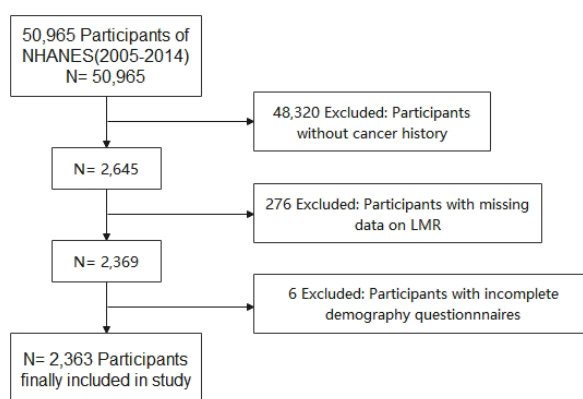 50,965 Participants of
NHANES(2005-2014)
N= 50,965
48,320 Excluded: Participants
without cancer history
N= 2,645
276 Excluded: Participants with missing
data on LMR
N= 2,369
6 Excluded: Participants with incomplete
demography questionnnaires
N= 2,363 Participants
finally included in study